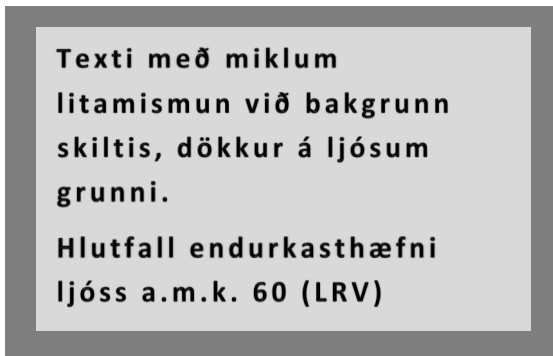 Texti með miklum
litamismun við bakgrunn
skiltis, dökkur á ljósum
grunni.
Hlutfall endurkasthæfni
ljóss a.m.k. 60 (LRV)